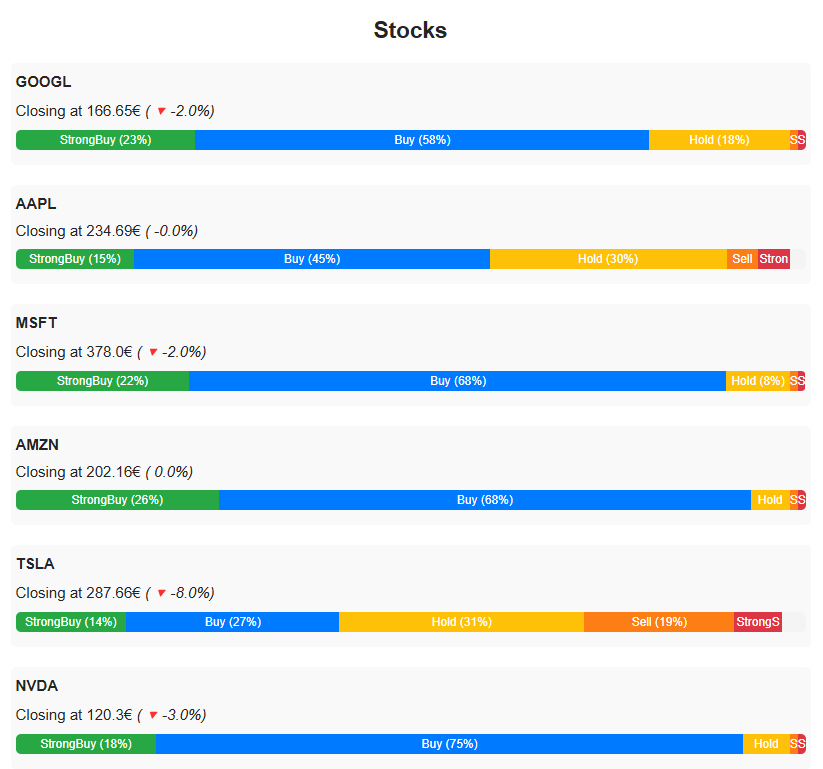 Stocks
GOOGL
Closing at 166.65€ ( ▼ -2.0%)
StrongBuy (23%) Buy (58%) Hold (18%) SS
AAPL
Closing at 234.69€ ( -0.0%)
StrongBuy (15%) Buy (45%) Hold (30%) Sell Stron
MSFT
Closing at 378.0€ ( ▼ -2.0%)
StrongBuy (22%) Buy (68%) Hold (8%) SS
AMZN
Closing at 202.16€ ( 0.0%)
StrongBuy (26%) Buy (68%) Hold SS
TSLA
Closing at 287.66€ ( ▼ -8.0%)
StrongBuy (14%) Buy (27%) Hold (31%) Sell (19%) StrongS
NVDA
Closing at 120.3€ ( ▼ -3.0%)
StrongBuy (18%) Buy (75%) Hold SS